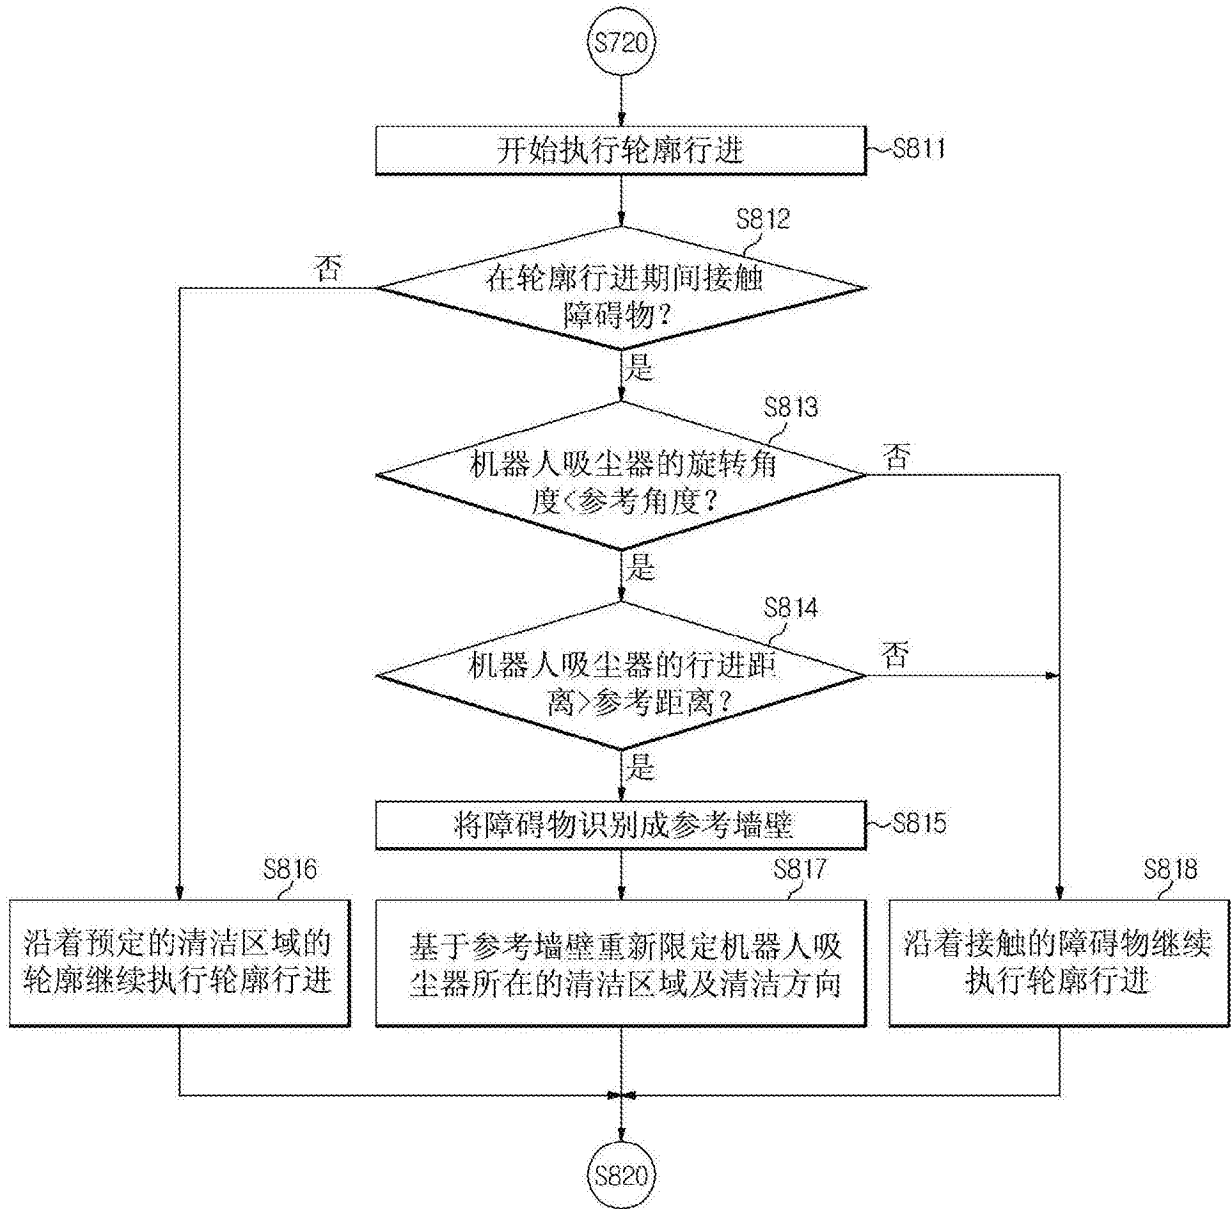 S720
开始执行轮廓行进
S811
S812
否
在轮廓行进期间接触
障碍物？
是
S813
机器人吸尘器的旋转角
度<参考角度？
否
是
S814
机器人吸尘器的行进距
离>参考距离？
否
是
将障碍物识别成参考墙壁
S815
S816
沿着预定的清洁区域的
轮廓继续执行轮廓行进
S817
基于参考墙壁重新限定机器人吸
尘器所在的清洁区域及清洁方向
S818
沿着接触的障碍物继续
执行轮廓行进
S820